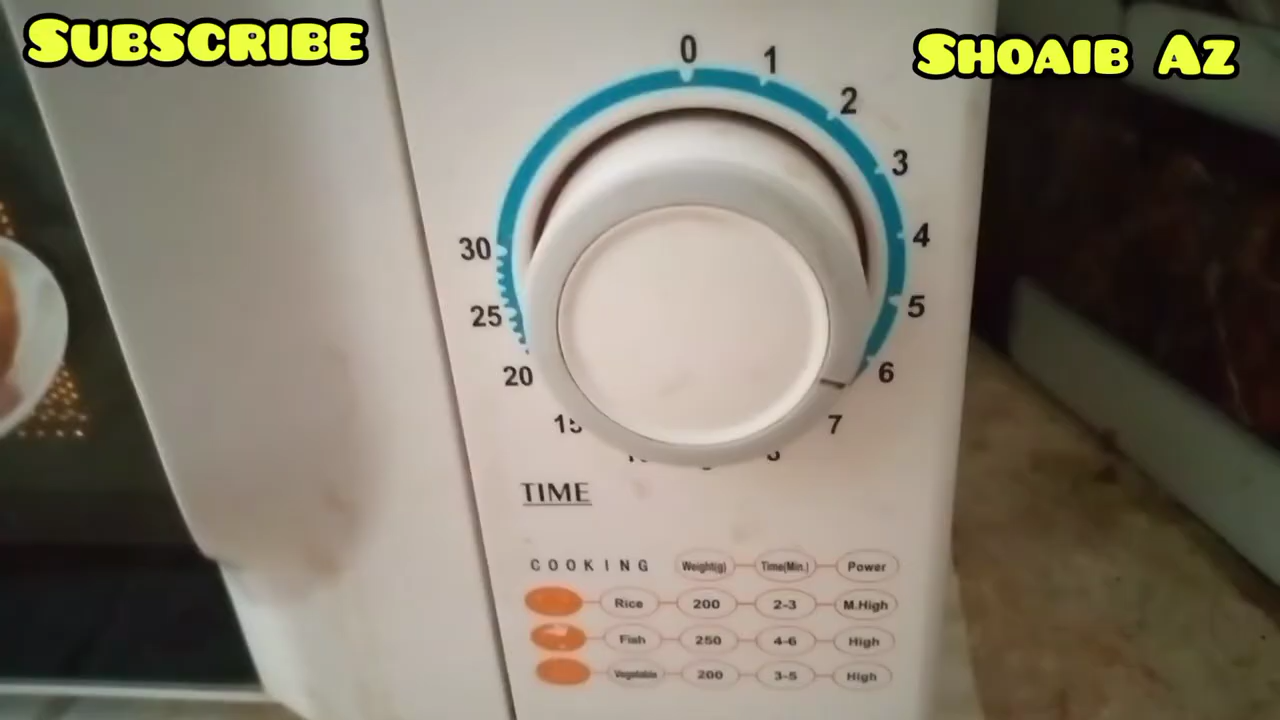 SUBSCRIBE
SHOAIB AZ
0
1
2
3
4
5
6
7
30
25
20
15
TIME
COOKING Weight(g) Time(Min.) Power
Rice 200 2-3 M.High
Fish 250 4-6 High
Vegetable 200 3-5 High